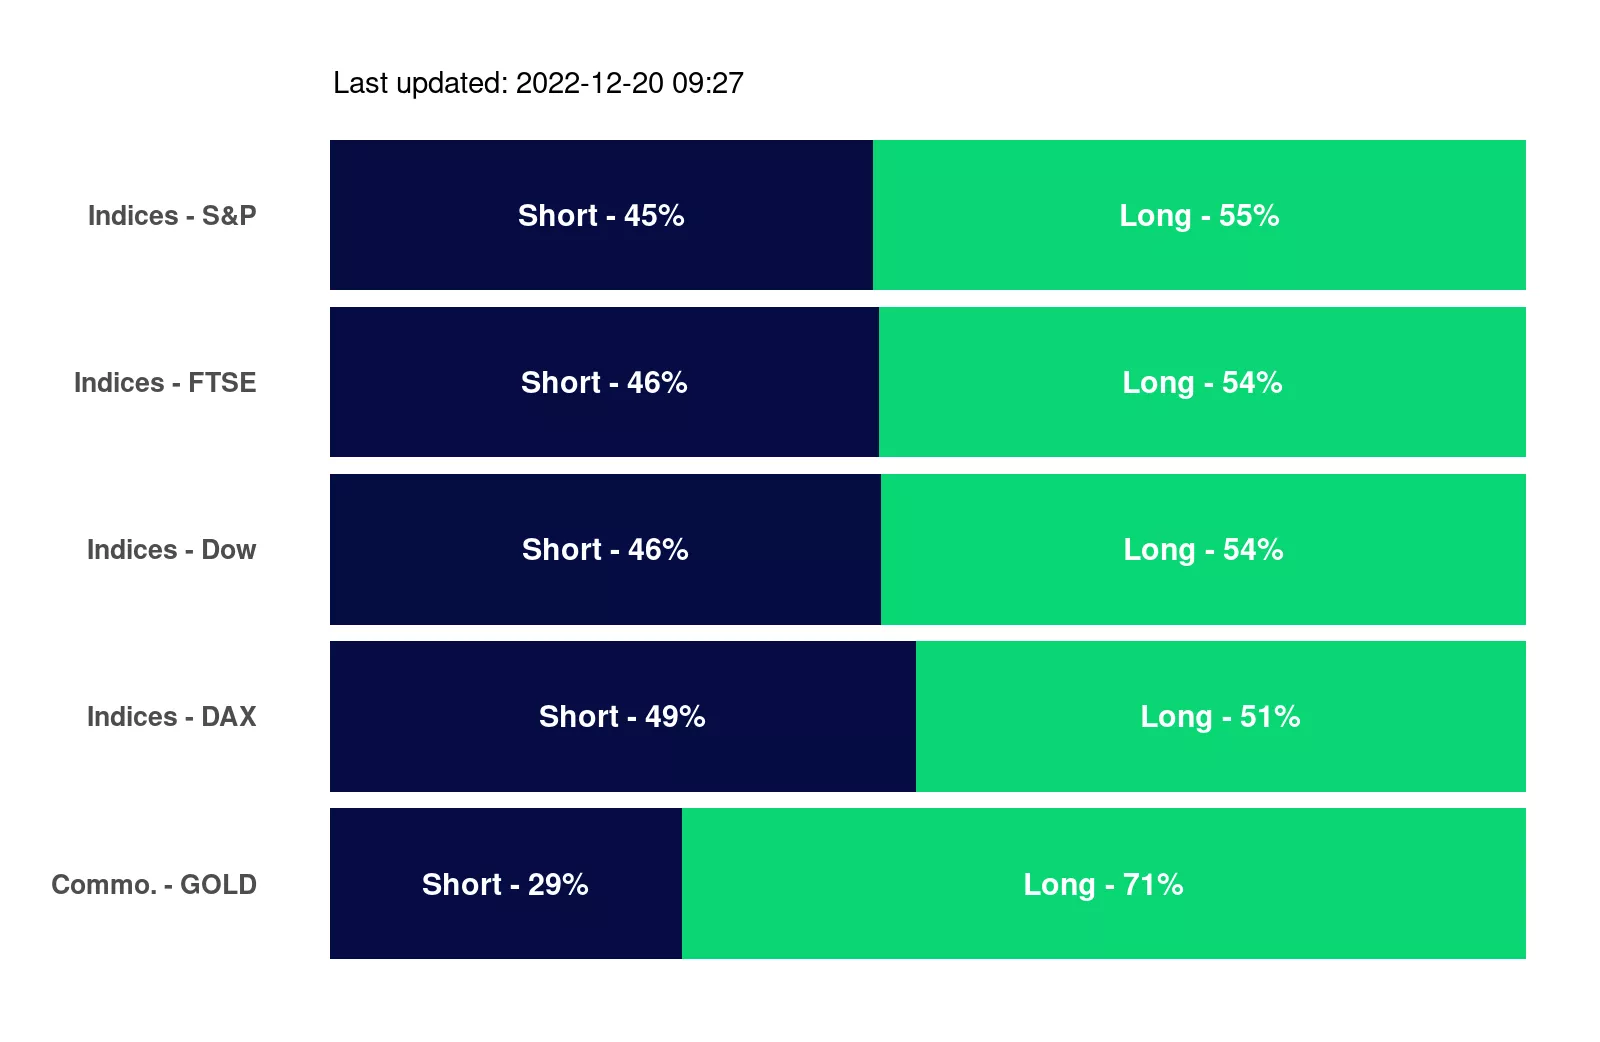 Last updated: 2022-12-20 09:27
Indices - S&P Short - 45% Long - 55%
Indices - FTSE Short - 46% Long - 54%
Indices - Dow Short - 46% Long - 54%
Indices - DAX Short - 49% Long - 51%
Commo. - GOLD Short - 29% Long - 71%